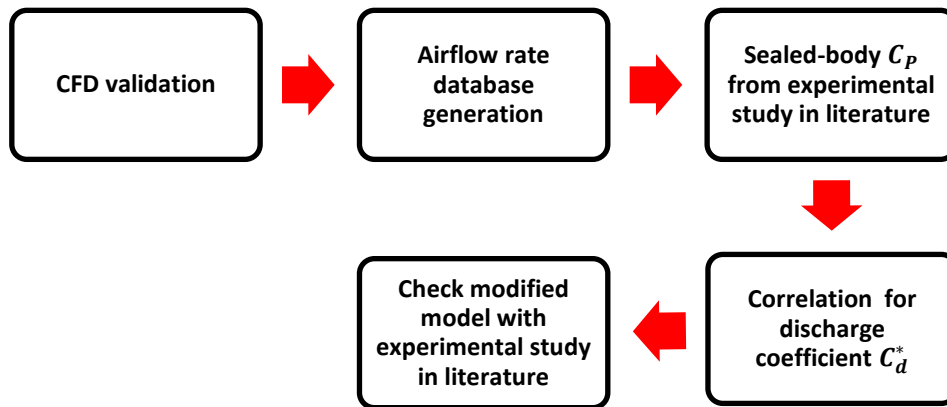 CFD validation
Airflow rate
database
generation
Sealed-body C_P
from experimental
study in literature
Correlation for
discharge
coefficient C_d^*
Check modified
model with
experimental study
in literature